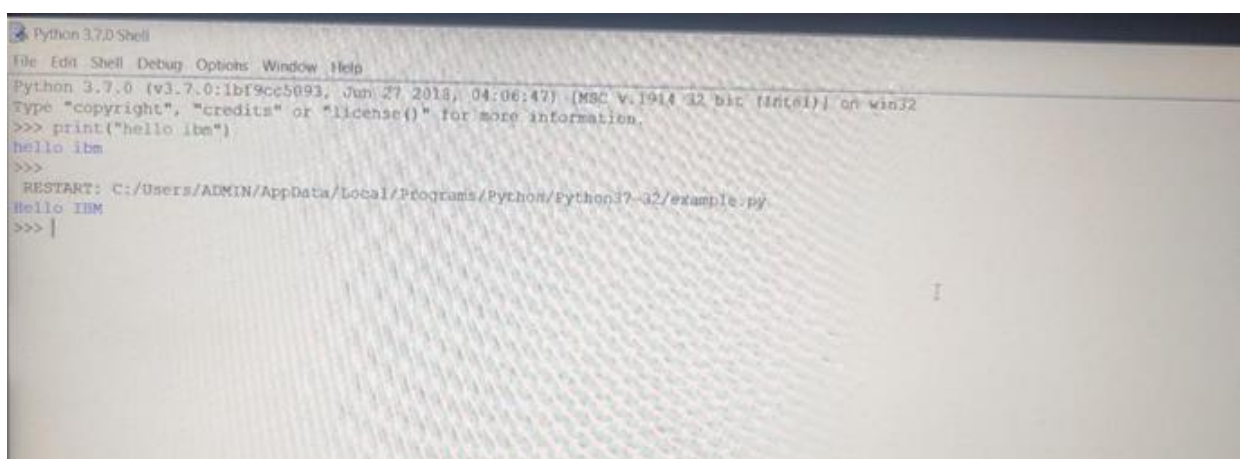 Python 3.7.0 Shell
File Edit Shell Debug Options Window Help
Python 3.7.0 (v3.7.0:1bf9cc5093, Jun 27 2018, 04:06:47) [MSC v.1914 32 bit (Intel)] on win32
Type "copyright", "credits" or "license()" for more information.
>>> print("hello ibm")
hello ibm
>>>
RESTART: C:/Users/ADMIN/AppData/Local/Programs/Python/Python37-32/example.py
Hello IBM
>>>